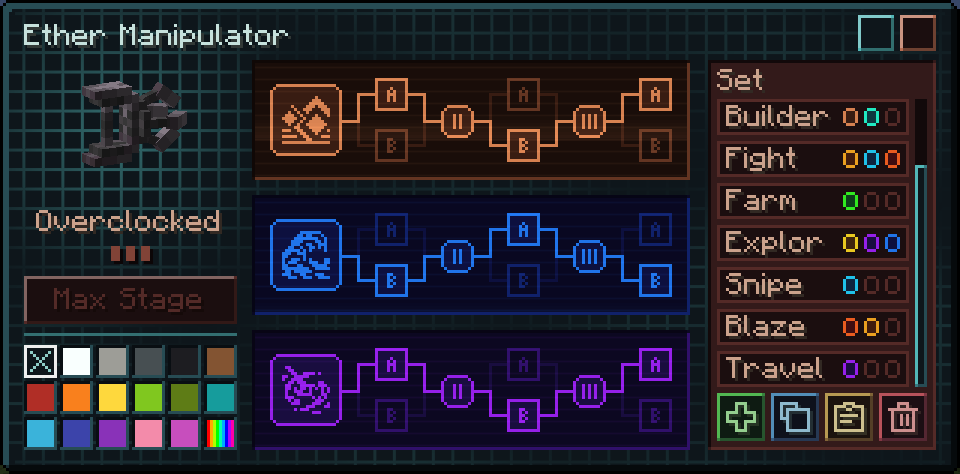 Ether Manipulator
Overclocked
Max Stage
A A A
II III
B B B
A A A
II III
B B B
A A A
II III
B B B
Set
Builder
Fight
Farm
Explor
Snipe
Blaze
Travel